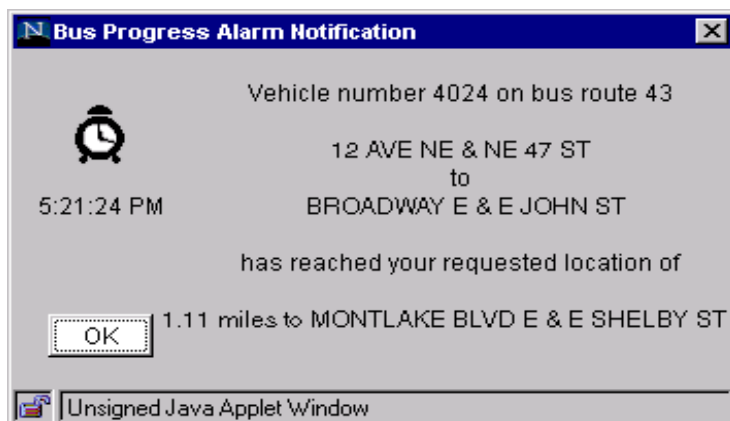 N Bus Progress Alarm Notification
Vehicle number 4024 on bus route 43
12 AVE NE & NE 47 ST
to
5:21:24 PM
BROADWAY E & E JOHN ST
has reached your requested location of
1.11 miles to MONTLAKE BLVD E & E SHELBY ST
OK
Unsigned Java Applet Window